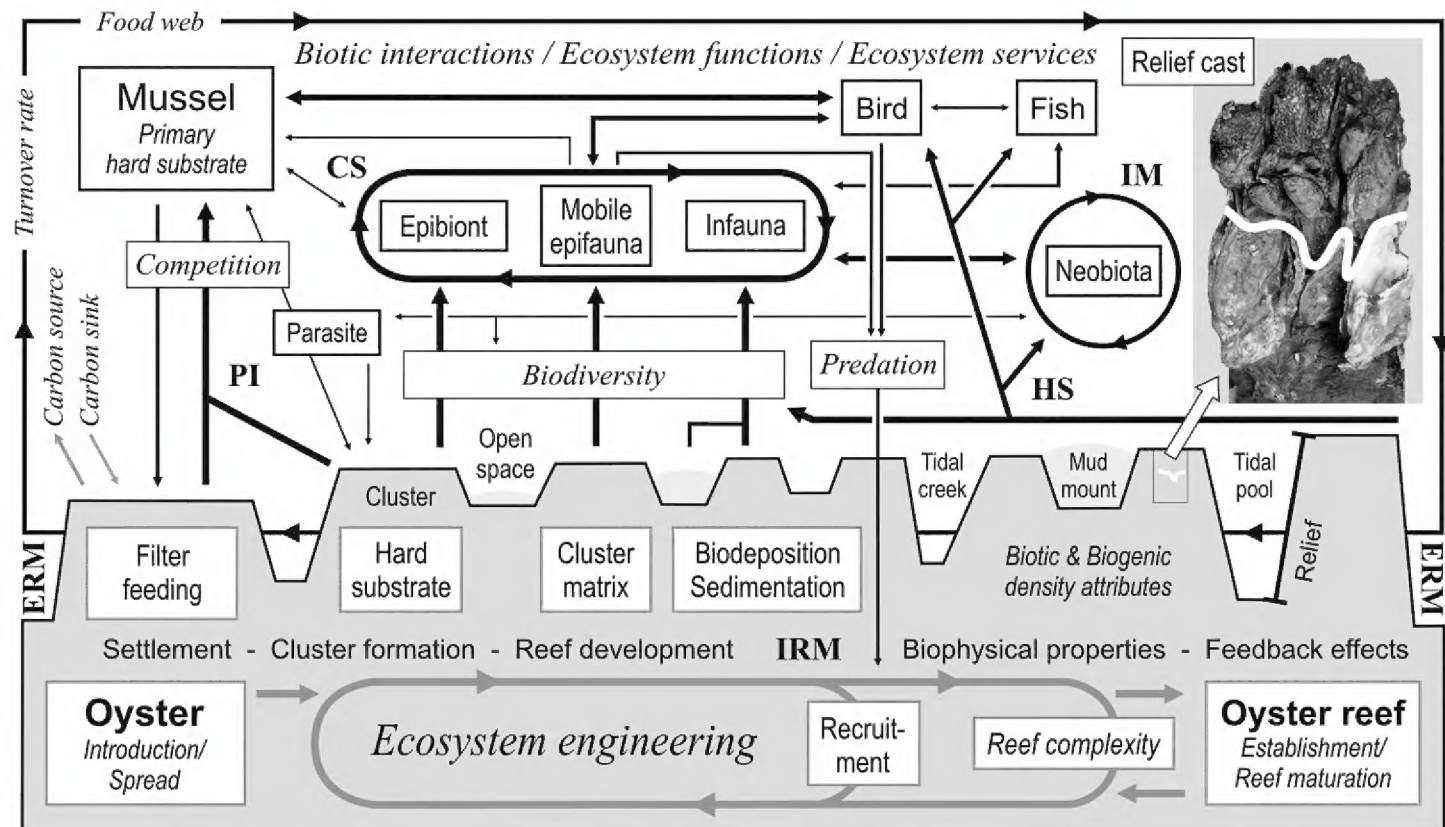 Food web
Biotic interactions / Ecosystem functions / Ecosystem services
Relief cast
Turnover rate
Mussel
Primary
hard substrate
Bird
Fish
CS
IM
Epibiont
Mobile
epifauna
Infauna
Neobiota
Competition
Carbon source
Carbon sink
Parasite
PI
Biodiversity
Predation
HS
Open
space
Cluster
Tidal
creek
Mud
mount
Tidal
pool
Relief
ERM
Filter
feeding
Hard
substrate
Cluster
matrix
Biodeposition
Sedimentation
Biotic & Biogenic
density attributes
ERM
Settlement - Cluster formation - Reef development
IRM
Biophysical properties - Feedback effects
Oyster
Introduction/
Spread
Ecosystem engineering
Recruit-
ment
Reef complexity
Oyster reef
Establishment/
Reef maturation